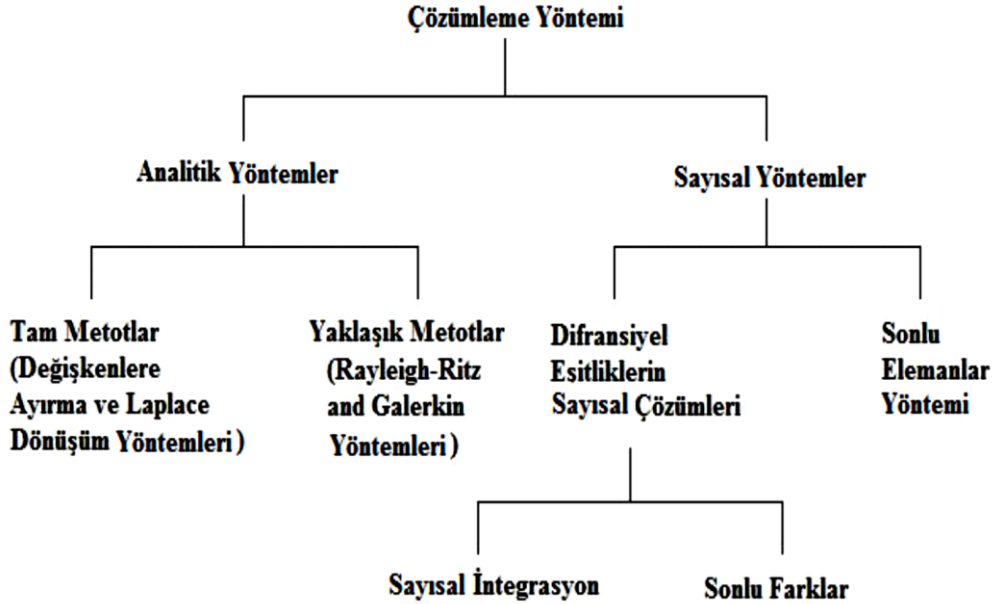 Çözümleme Yöntemi
Analitik Yöntemler
Sayısal Yöntemler
Tam Metotlar
(Değişkenlere
Ayırma ve Laplace
Dönüşüm Yöntemleri)
Yaklaşık Metotlar
(Rayleigh-Ritz
and Galerkin
Yöntemleri)
Difransiyel
Eşitliklerin
Sayısal Çözümleri
Sonlu
Elemanlar
Yöntemi
Sayısal İntegrasyon
Sonlu Farklar